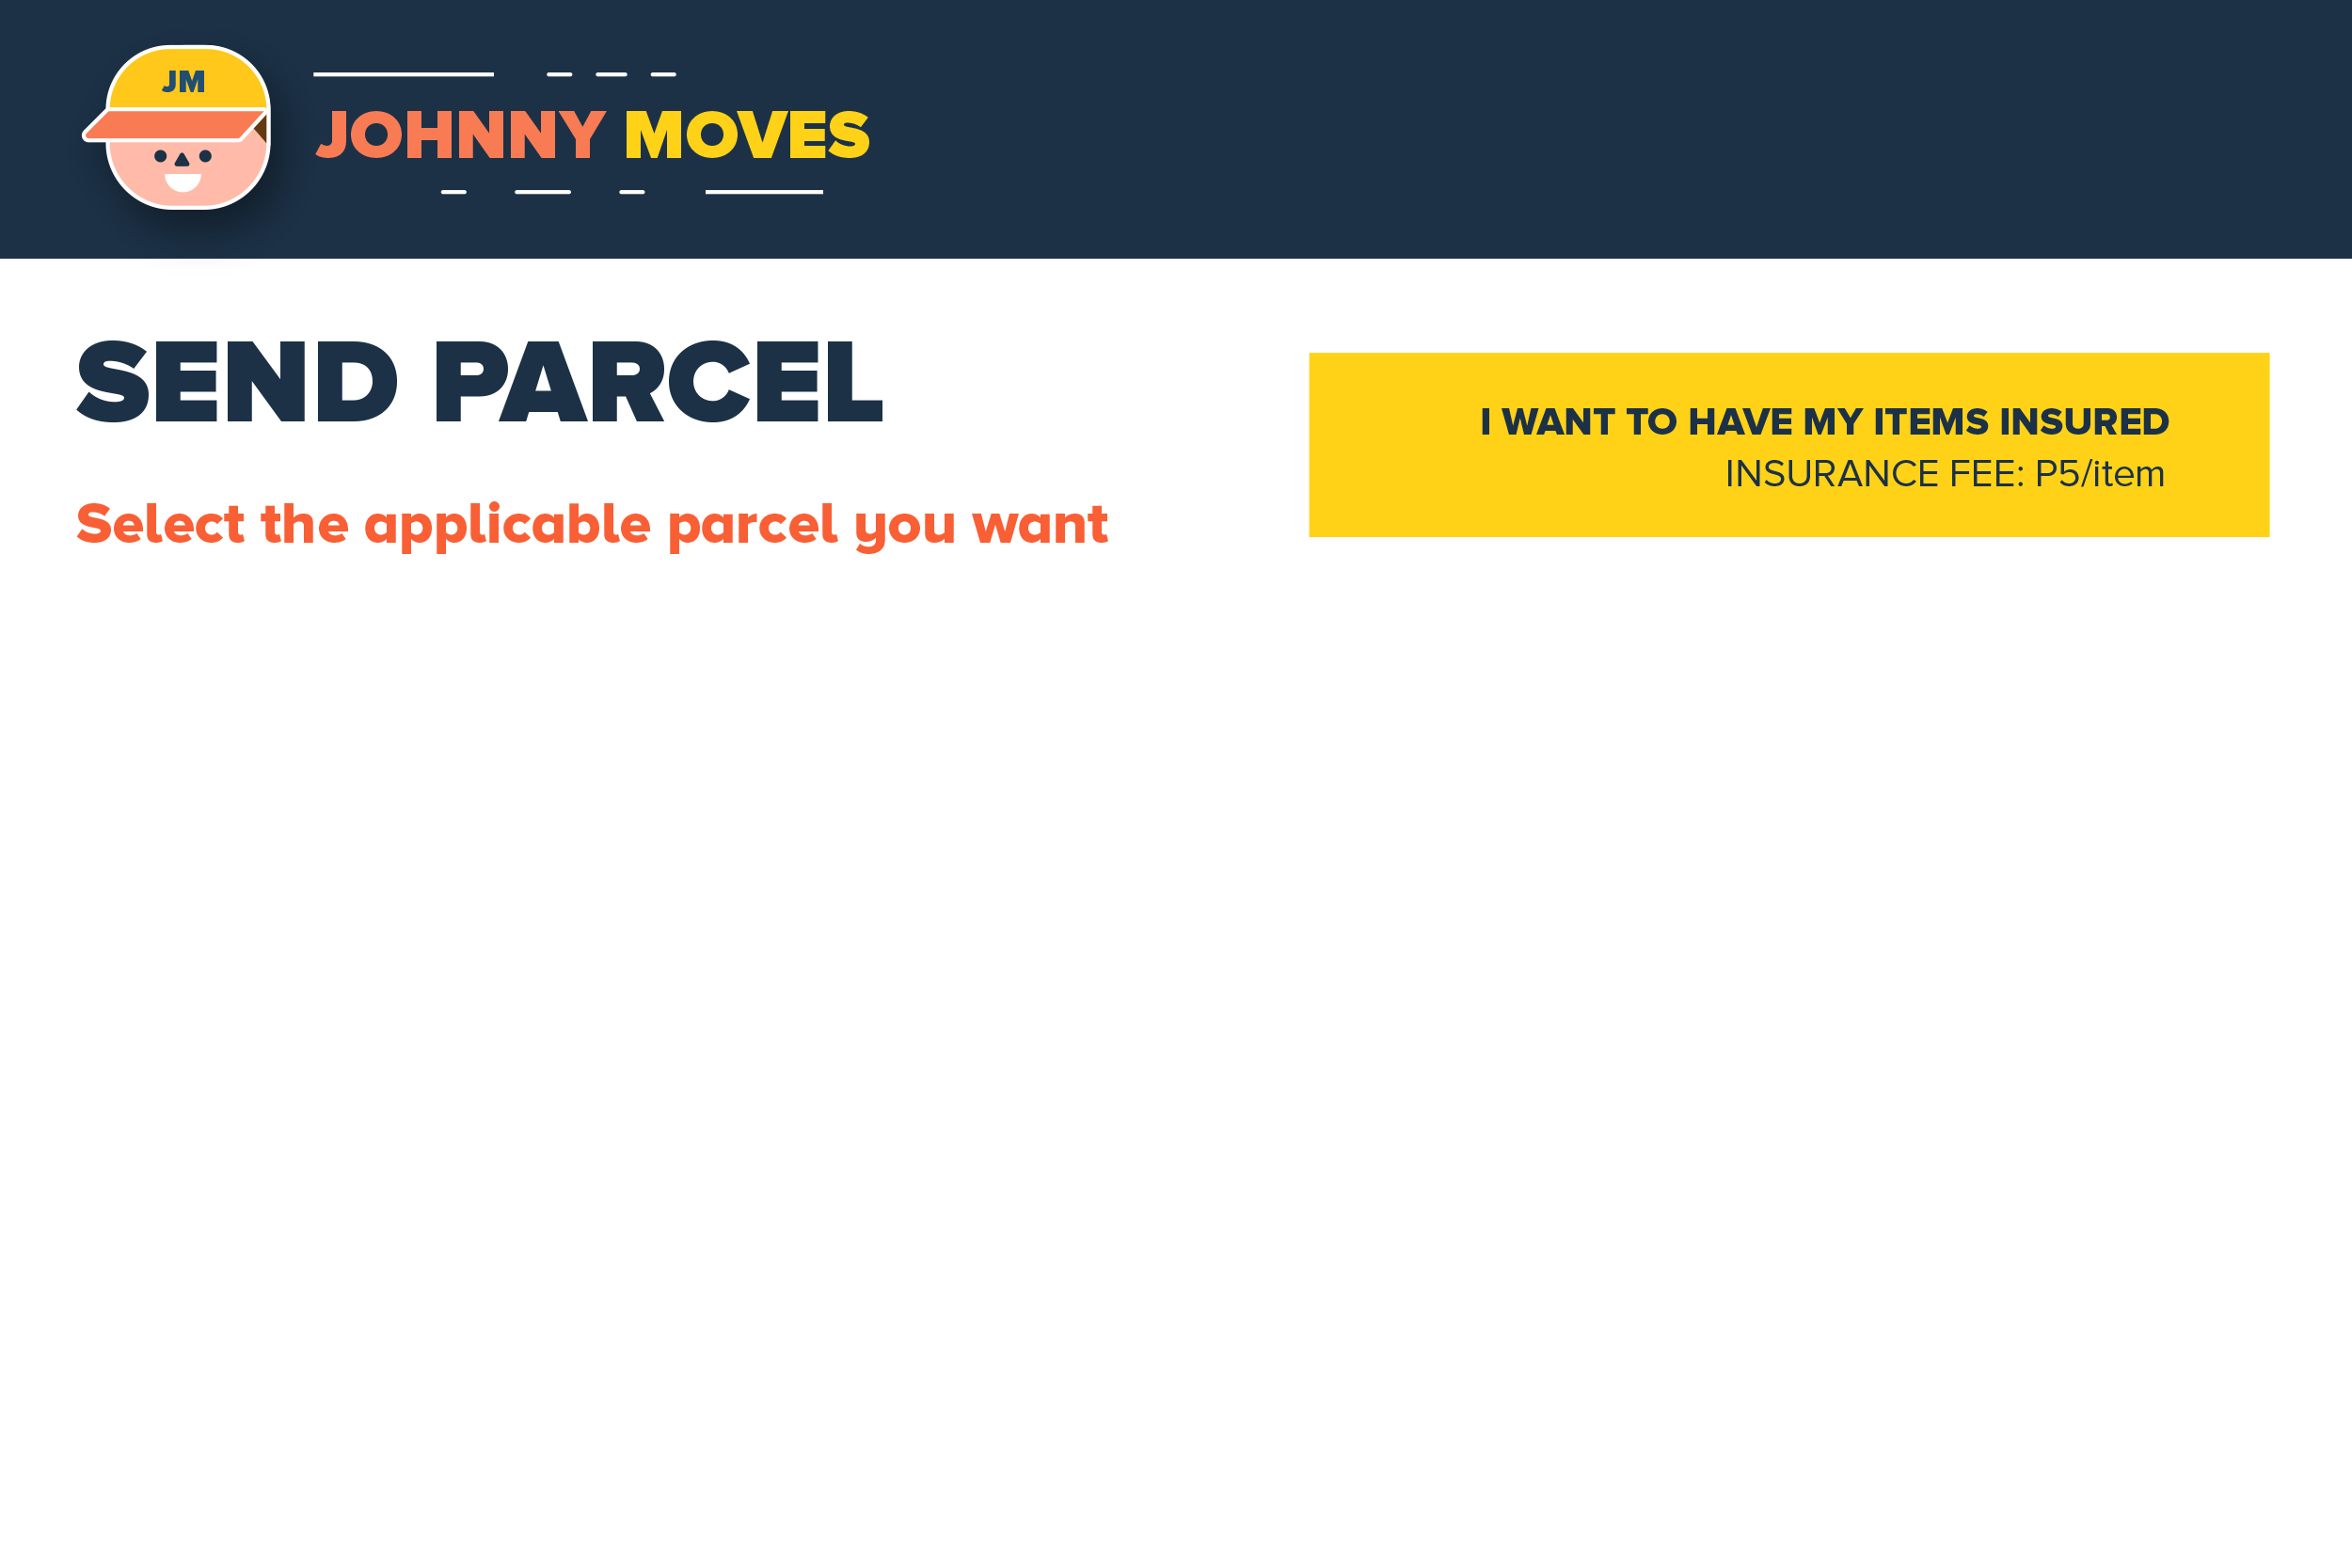 JM
JOHNNY MOVES
SEND PARCEL
Select the applicable parcel you want
I WANT TO HAVE MY ITEMS INSURED
INSURANCE FEE: P5/item